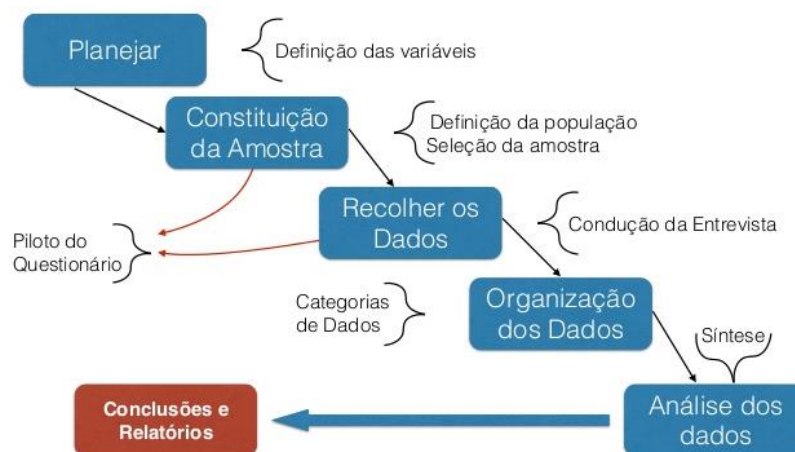 Planejar
Definição das variáveis
Constituição
da Amostra
Definição da população
Seleção da amostra
Recolher os
Dados
Condução da Entrevista
Piloto do
Questionário
Categorias
de Dados
Organização
dos Dados
Síntese
Conclusões e
Relatórios
Análise dos
dados